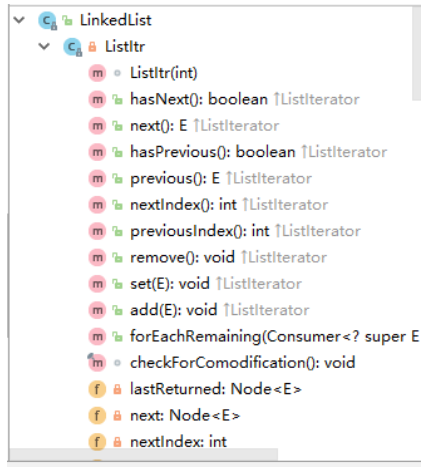 LinkedList
ListItr
ListItr(int)
hasNext(): boolean ↑ListIterator
next(): E ↑ListIterator
hasPrevious(): boolean ↑ListIterator
previous(): E ↑ListIterator
nextIndex(): int ↑ListIterator
previousIndex(): int ↑ListIterator
remove(): void ↑ListIterator
set(E): void ↑ListIterator
add(E): void ↑ListIterator
forEachRemaining(Consumer<? super E
checkForComodification(): void
lastReturned: Node<E>
next: Node<E>
nextIndex: int